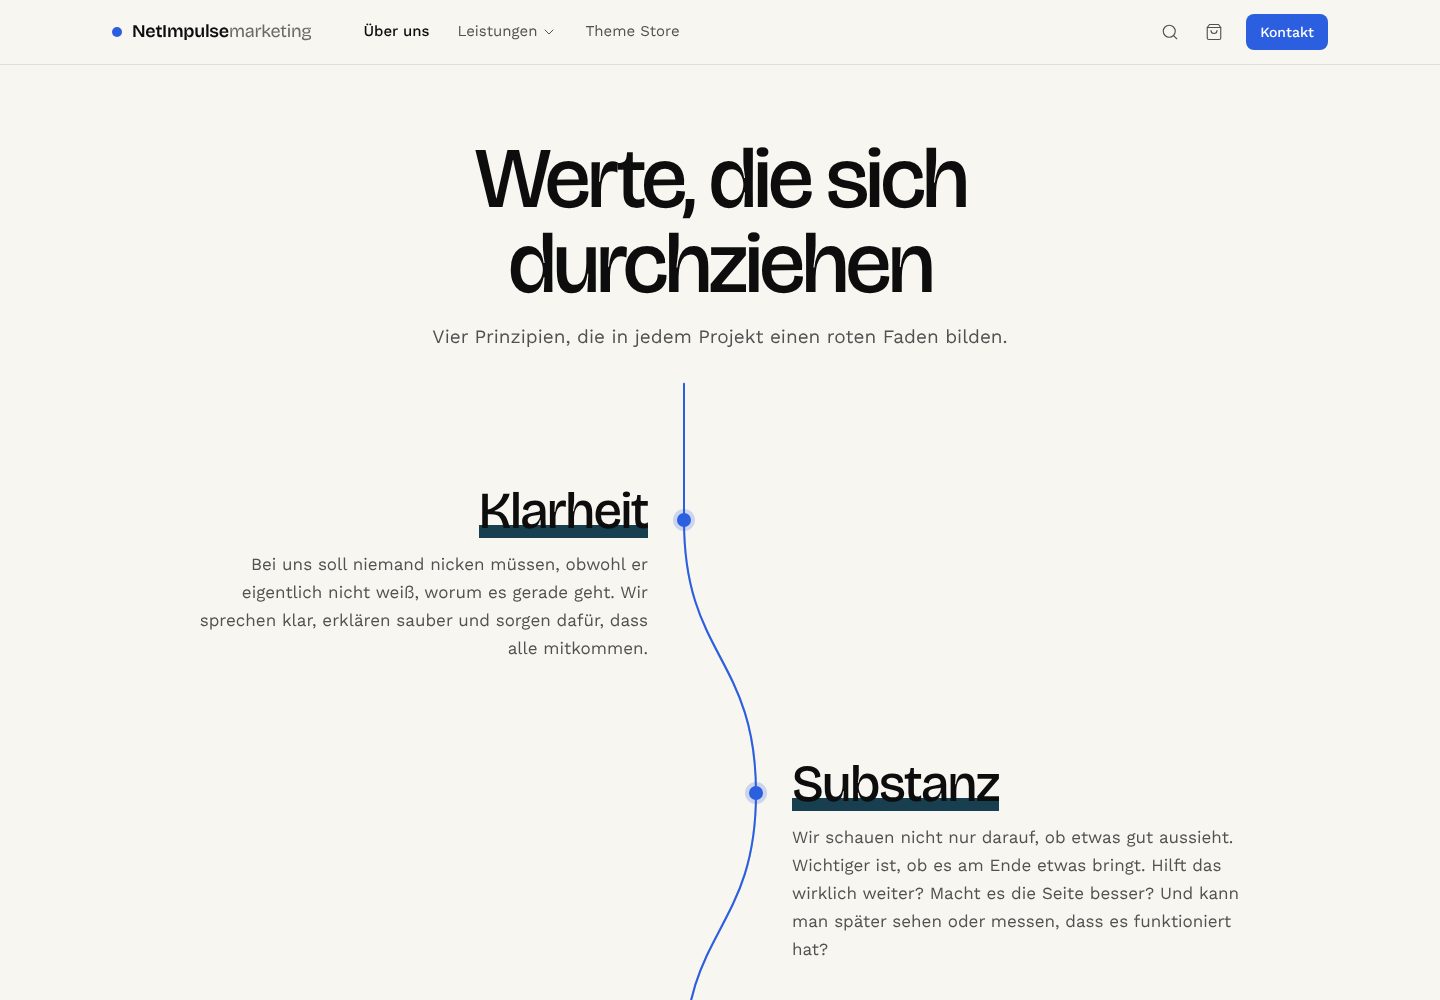 NetImpulsemarketing Über uns Leistungen Theme Store Kontakt
Werte, die sich
durchziehen
Vier Prinzipien, die in jedem Projekt einen roten Faden bilden.
Klarheit
Bei uns soll niemand nicken müssen, obwohl er
eigentlich nicht weiß, worum es gerade geht. Wir
sprechen klar, erklären sauber und sorgen dafür, dass
alle mitkommen.
Substanz
Wir schauen nicht nur darauf, ob etwas gut aussieht.
Wichtiger ist, ob es am Ende etwas bringt. Hilft das
wirklich weiter? Macht es die Seite besser? Und kann
man später sehen oder messen, dass es funktioniert
hat?